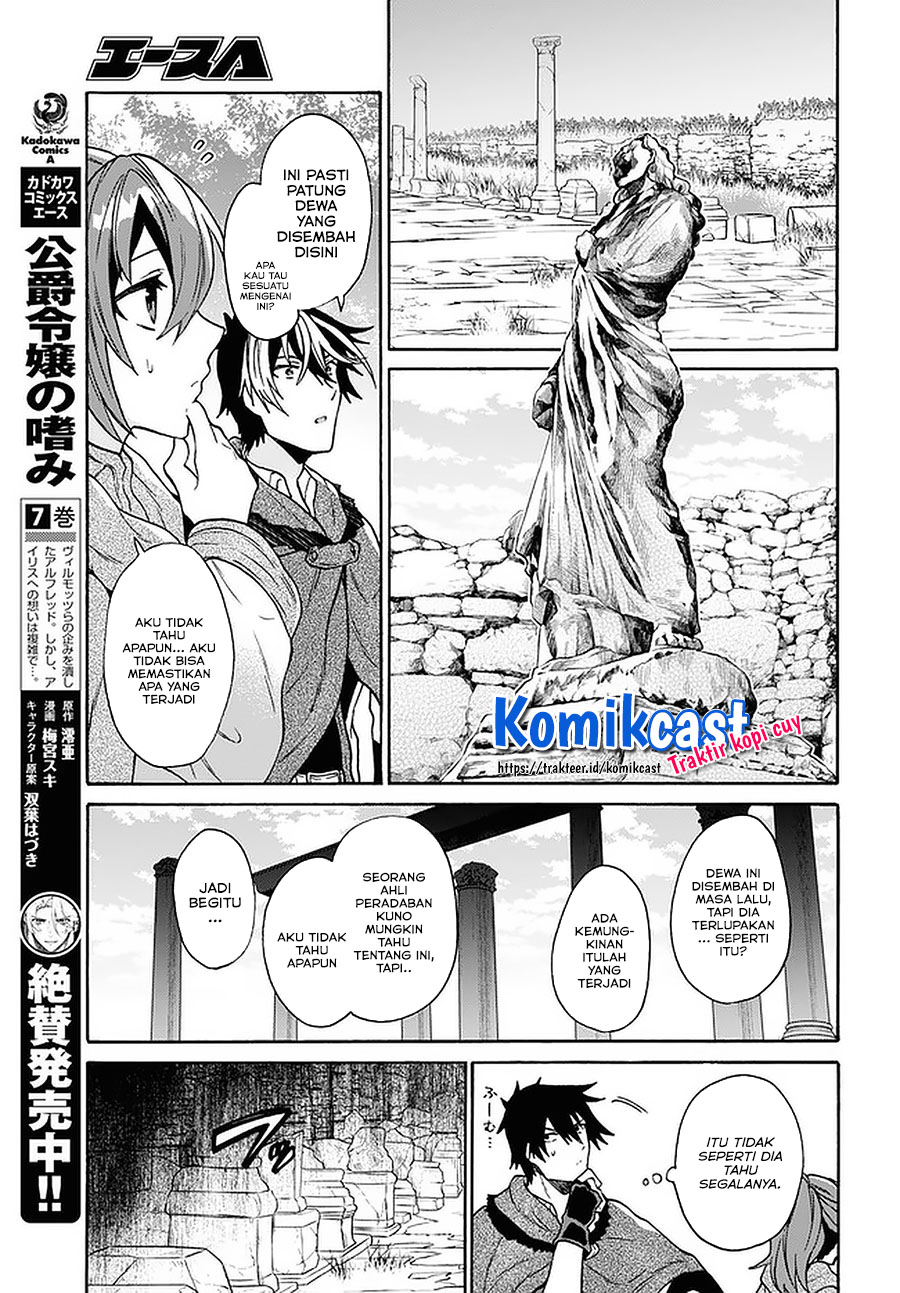 エースA
Kadokawa
Comics
A
カドカワ
コミックス
エース
公爵令嬢の嗜み
7巻
ヴィルモッツらの企みを潰し
たアルフレッド。しかし、ア
イリスへの想いは複雑で…。
原作 澪亜
漫画 梅宮スキ
キャラクター原案 双葉はづき
絶賛発売中!!
INI PASTI
PATUNG
DEWA
YANG
DISEMBAH
DISINI
APA
KAU TAU
SESUATU
MENGENAI
INI?
AKU TIDAK
TAHU
APAPUN... AKU
TIDAK BISA
MEMASTIKAN
APA YANG
TERJADI
Komikcast
https://trakteer.id/komikcast
Traktir kopi cuy
DEWA INI
DISEMBAH DI
MASA LALU,
TAPI DIA
TERLUPAKAN
... SEPERTI
ITU?
ADA
KEMUNG-
KINAN
ITULAH
YANG
TERJADI
SEORANG
AHLI
PERADABAN
KUNO
MUNGKIN
TAHU
TENTANG INI,
TAPI..
AKU TIDAK
TAHU
APAPUN
JADI
BEGITU
...
ふーむ…
ITU TIDAK
SEPERTI DIA
TAHU
SEGALANYA.